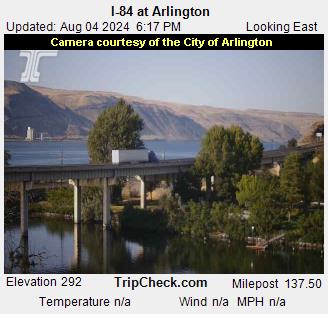 I-84 at Arlington
Updated: Aug 04 2024 6:17 PM Looking East
Camera courtesy of the City of Arlington
Elevation 292 TripCheck.com Milepost 137.50
Temperature n/a Wind n/a MPH n/a